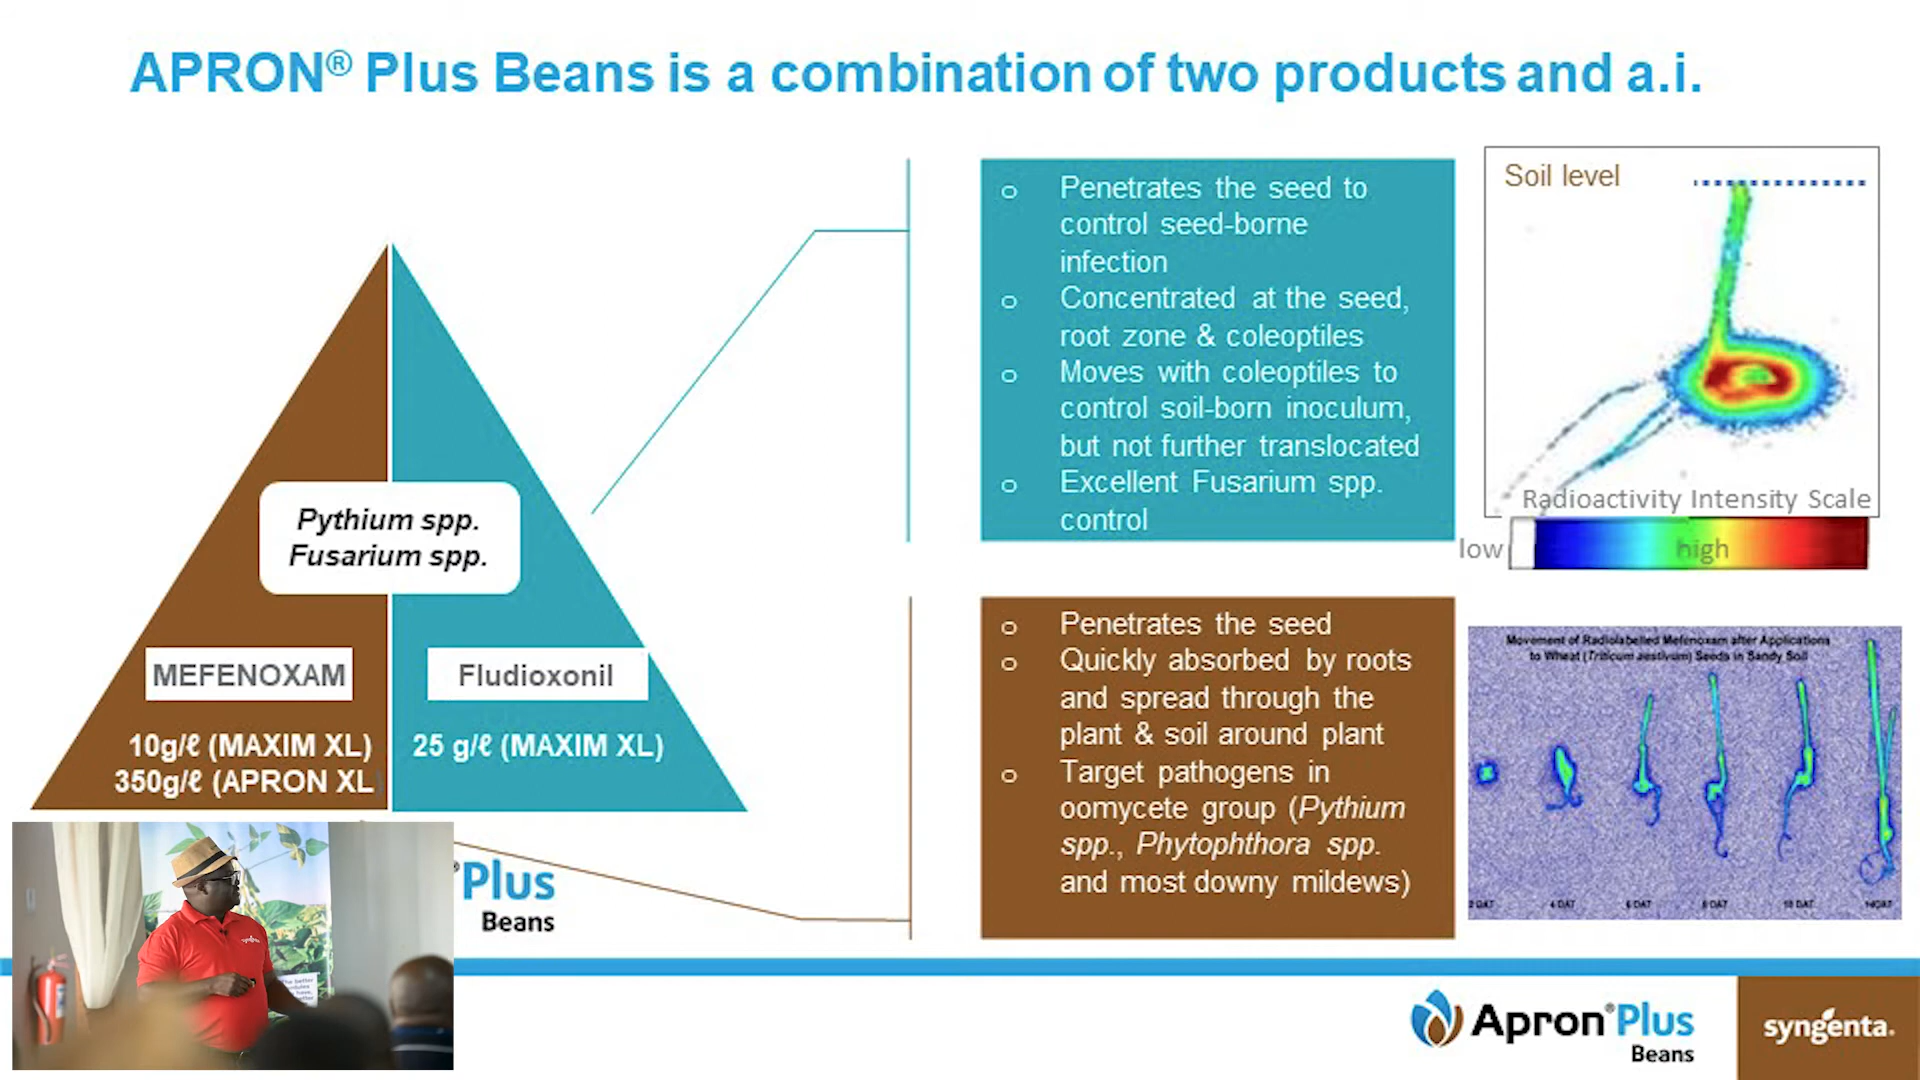 APRON® Plus Beans is a combination of two products and a.i.
Pythium spp.
Fusarium spp.
MEFENOXAM
10g/ℓ (MAXIM XL)
350g/ℓ (APRON XL
Fludioxonil
25 g/ℓ (MAXIM XL)
o Penetrates the seed to
control seed-borne
infection
o Concentrated at the seed,
root zone & coleoptiles
o Moves with coleoptiles to
control soil-born inoculum,
but not further translocated
o Excellent Fusarium spp.
control
Soil level
Radioactivity Intensity Scale
low
high
o Penetrates the seed
o Quickly absorbed by roots
and spread through the
plant & soil around plant
o Target pathogens in
oomycete group (Pythium
spp., Phytophthora spp.
and most downy mildews)
Movement of Radiolabelled Mefenoxam after Applications
to Wheat (Triticum aestivum) Seeds in Sandy Soil
2 DAT
4 DAT
6 DAT
8 DAT
10 DAT
®Plus
Beans
syngenta
Apron®Plus
Beans
syngenta.